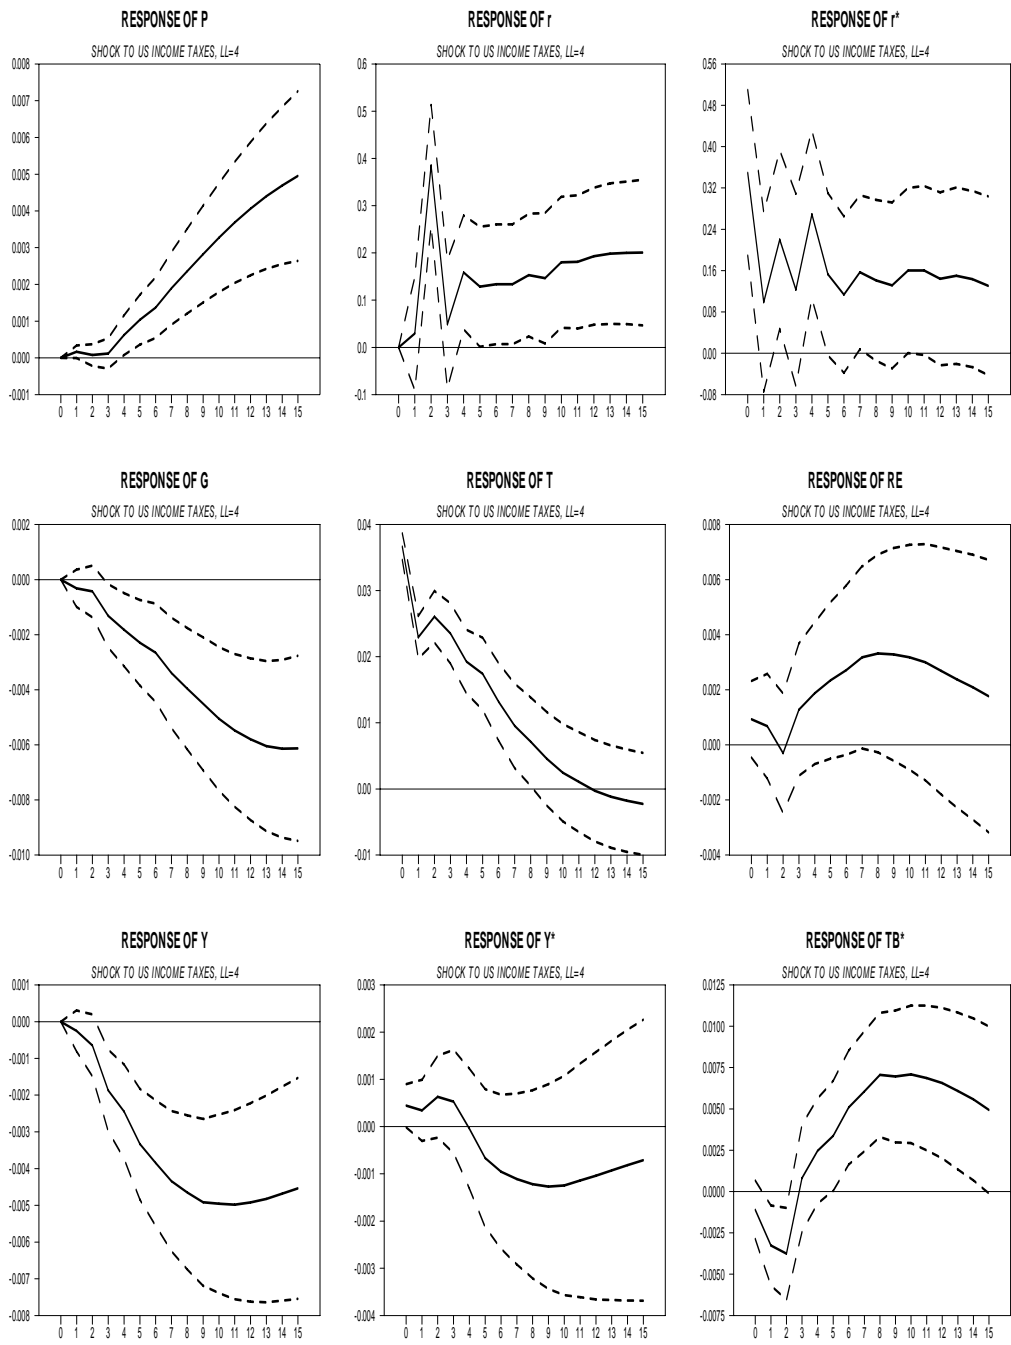 RESPONSE OF P
SHOCK TO US INCOME TAXES, LL=4
0.008
0.007
0.006
0.005
0.004
0.003
0.002
0.001
0.000
-0.001
0 1 2 3 4 5 6 7 8 9 10 11 12 13 14 15
RESPONSE OF r
SHOCK TO US INCOME TAXES, LL=4
0.6
0.5
0.4
0.3
0.2
0.1
0.0
-0.1
0 1 2 3 4 5 6 7 8 9 10 11 12 13 14 15
RESPONSE OF r*
SHOCK TO US INCOME TAXES, LL=4
0.56
0.48
0.40
0.32
0.24
0.16
0.08
0.00
-0.08
0 1 2 3 4 5 6 7 8 9 10 11 12 13 14 15
RESPONSE OF G
SHOCK TO US INCOME TAXES, LL=4
0.002
0.000
-0.002
-0.004
-0.006
-0.008
-0.010
0 1 2 3 4 5 6 7 8 9 10 11 12 13 14 15
RESPONSE OF T
SHOCK TO US INCOME TAXES, LL=4
0.04
0.03
0.02
0.01
0.00
-0.01
0 1 2 3 4 5 6 7 8 9 10 11 12 13 14 15
RESPONSE OF RE
SHOCK TO US INCOME TAXES, LL=4
0.008
0.006
0.004
0.002
0.000
-0.002
-0.004
0 1 2 3 4 5 6 7 8 9 10 11 12 13 14 15
RESPONSE OF Y
SHOCK TO US INCOME TAXES, LL=4
0.001
0.000
-0.001
-0.002
-0.003
-0.004
-0.005
-0.006
-0.007
-0.008
0 1 2 3 4 5 6 7 8 9 10 11 12 13 14 15
RESPONSE OF Y*
SHOCK TO US INCOME TAXES, LL=4
0.003
0.002
0.001
0.000
-0.001
-0.002
-0.003
-0.004
0 1 2 3 4 5 6 7 8 9 10 11 12 13 14 15
RESPONSE OF TB*
SHOCK TO US INCOME TAXES, LL=4
0.0125
0.0100
0.0075
0.0050
0.0025
0.0000
-0.0025
-0.0050
-0.0075
0 1 2 3 4 5 6 7 8 9 10 11 12 13 14 15